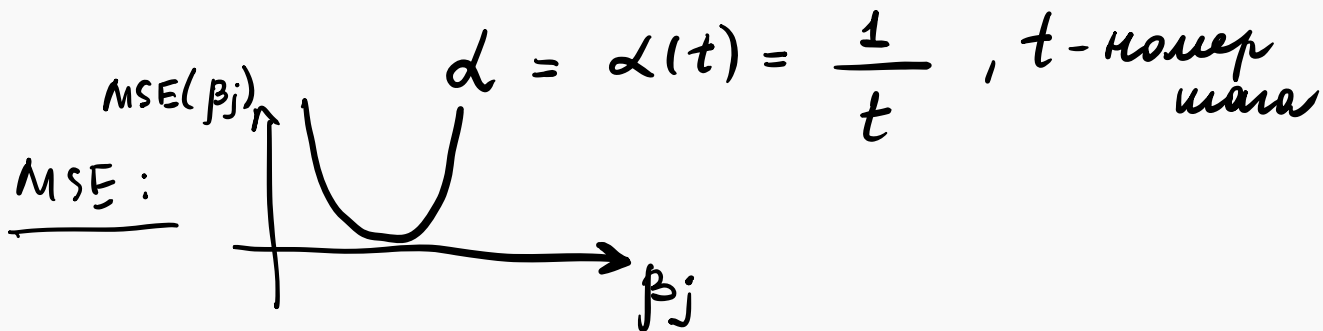 α = α(t) = 1/t , t - номер шага
MSE(βj)
MSE :
βj